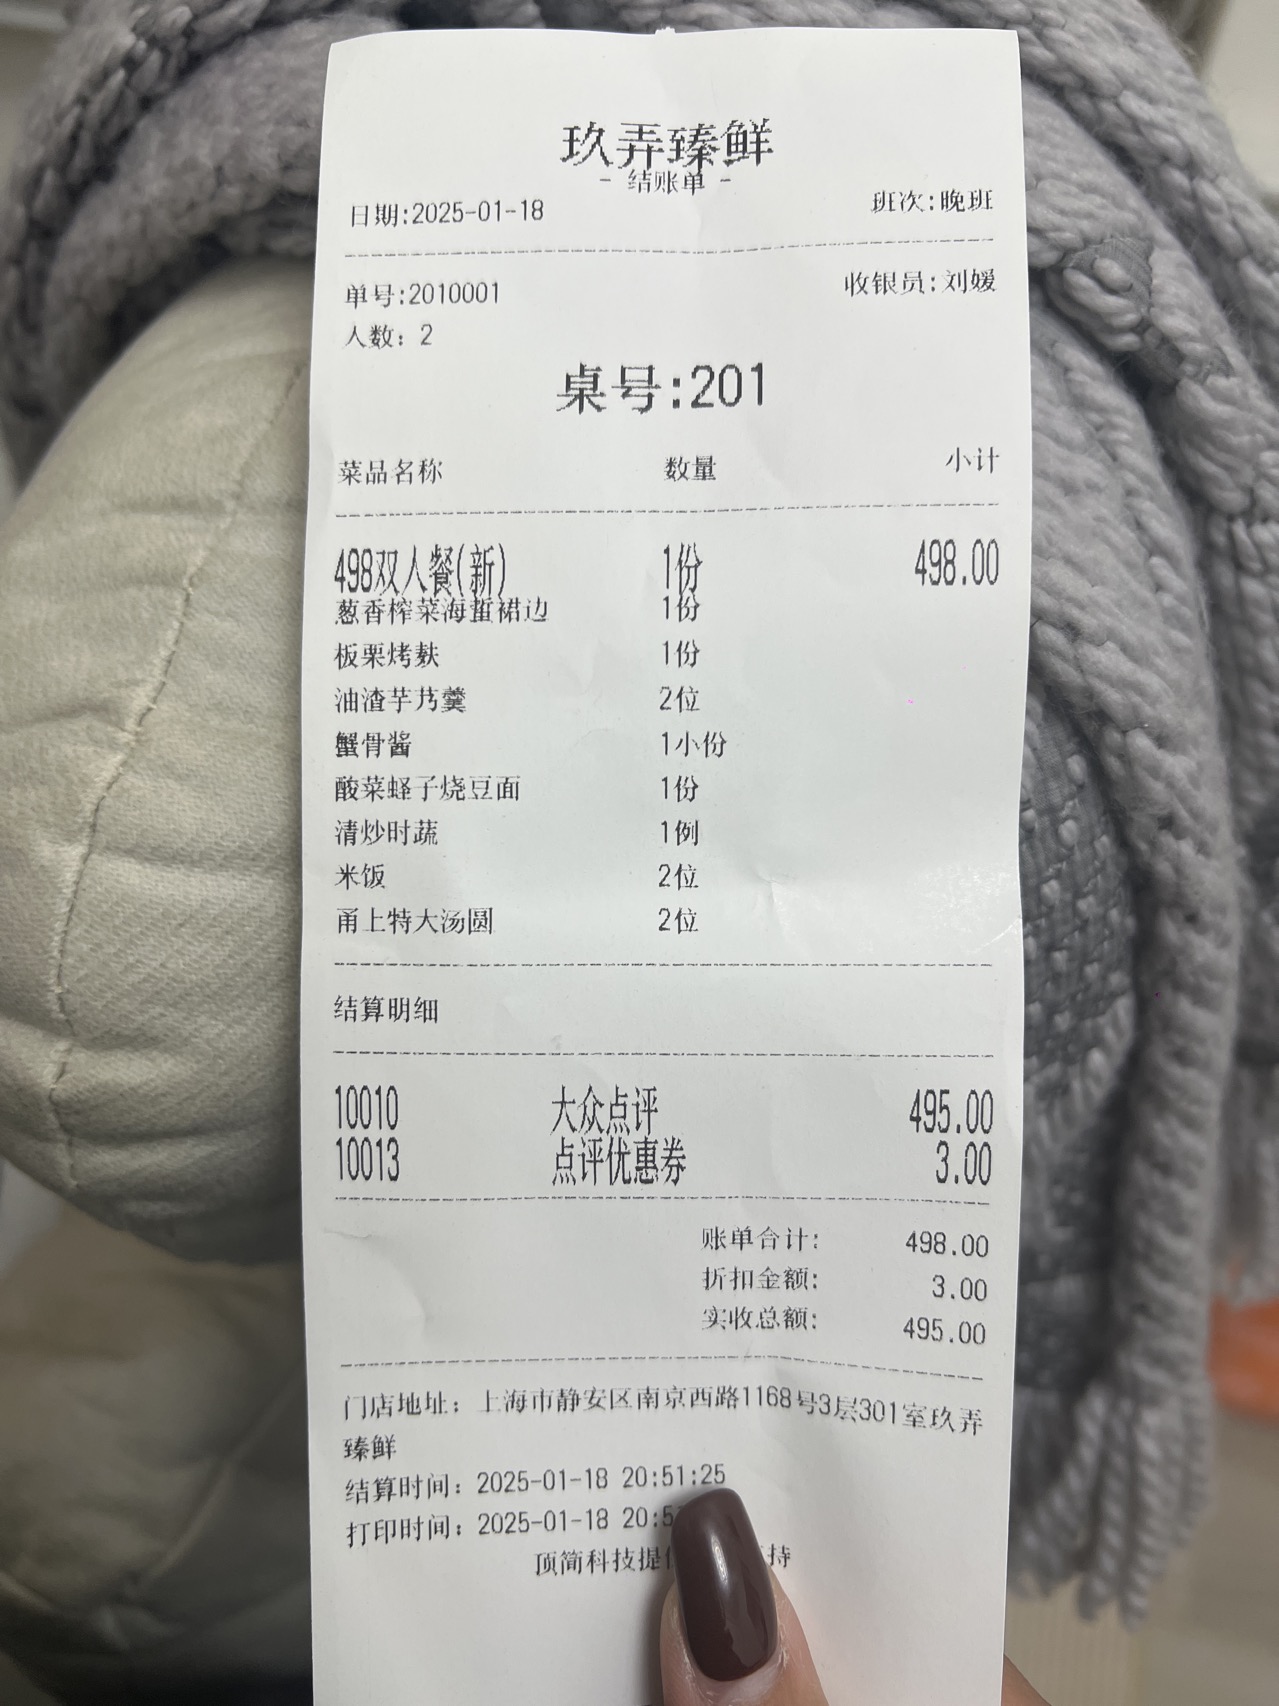 玖弄臻鲜
- 结账单 -
日期:2025-01-18 班次:晚班
单号:2010001 收银员:刘媛
人数: 2
桌号:201
菜品名称 数量 小计
498双人餐(新) 1份 498.00
葱香榨菜海蜇裙边 1份
板栗烤麸 1份
油渣芋艿羹 2位
蟹骨酱 1小份
酸菜蛏子烧豆面 1份
清炒时蔬 1例
米饭 2位
甬上特大汤圆 2位
结算明细
10010 大众点评 495.00
10013 点评优惠券 3.00
账单合计: 498.00
折扣金额: 3.00
实收总额: 495.00
门店地址: 上海市静安区南京西路1168号3层301室玖弄
臻鲜
结算时间: 2025-01-18 20:51:25
打印时间: 2025-01-18 20:5
顶简科技提 持